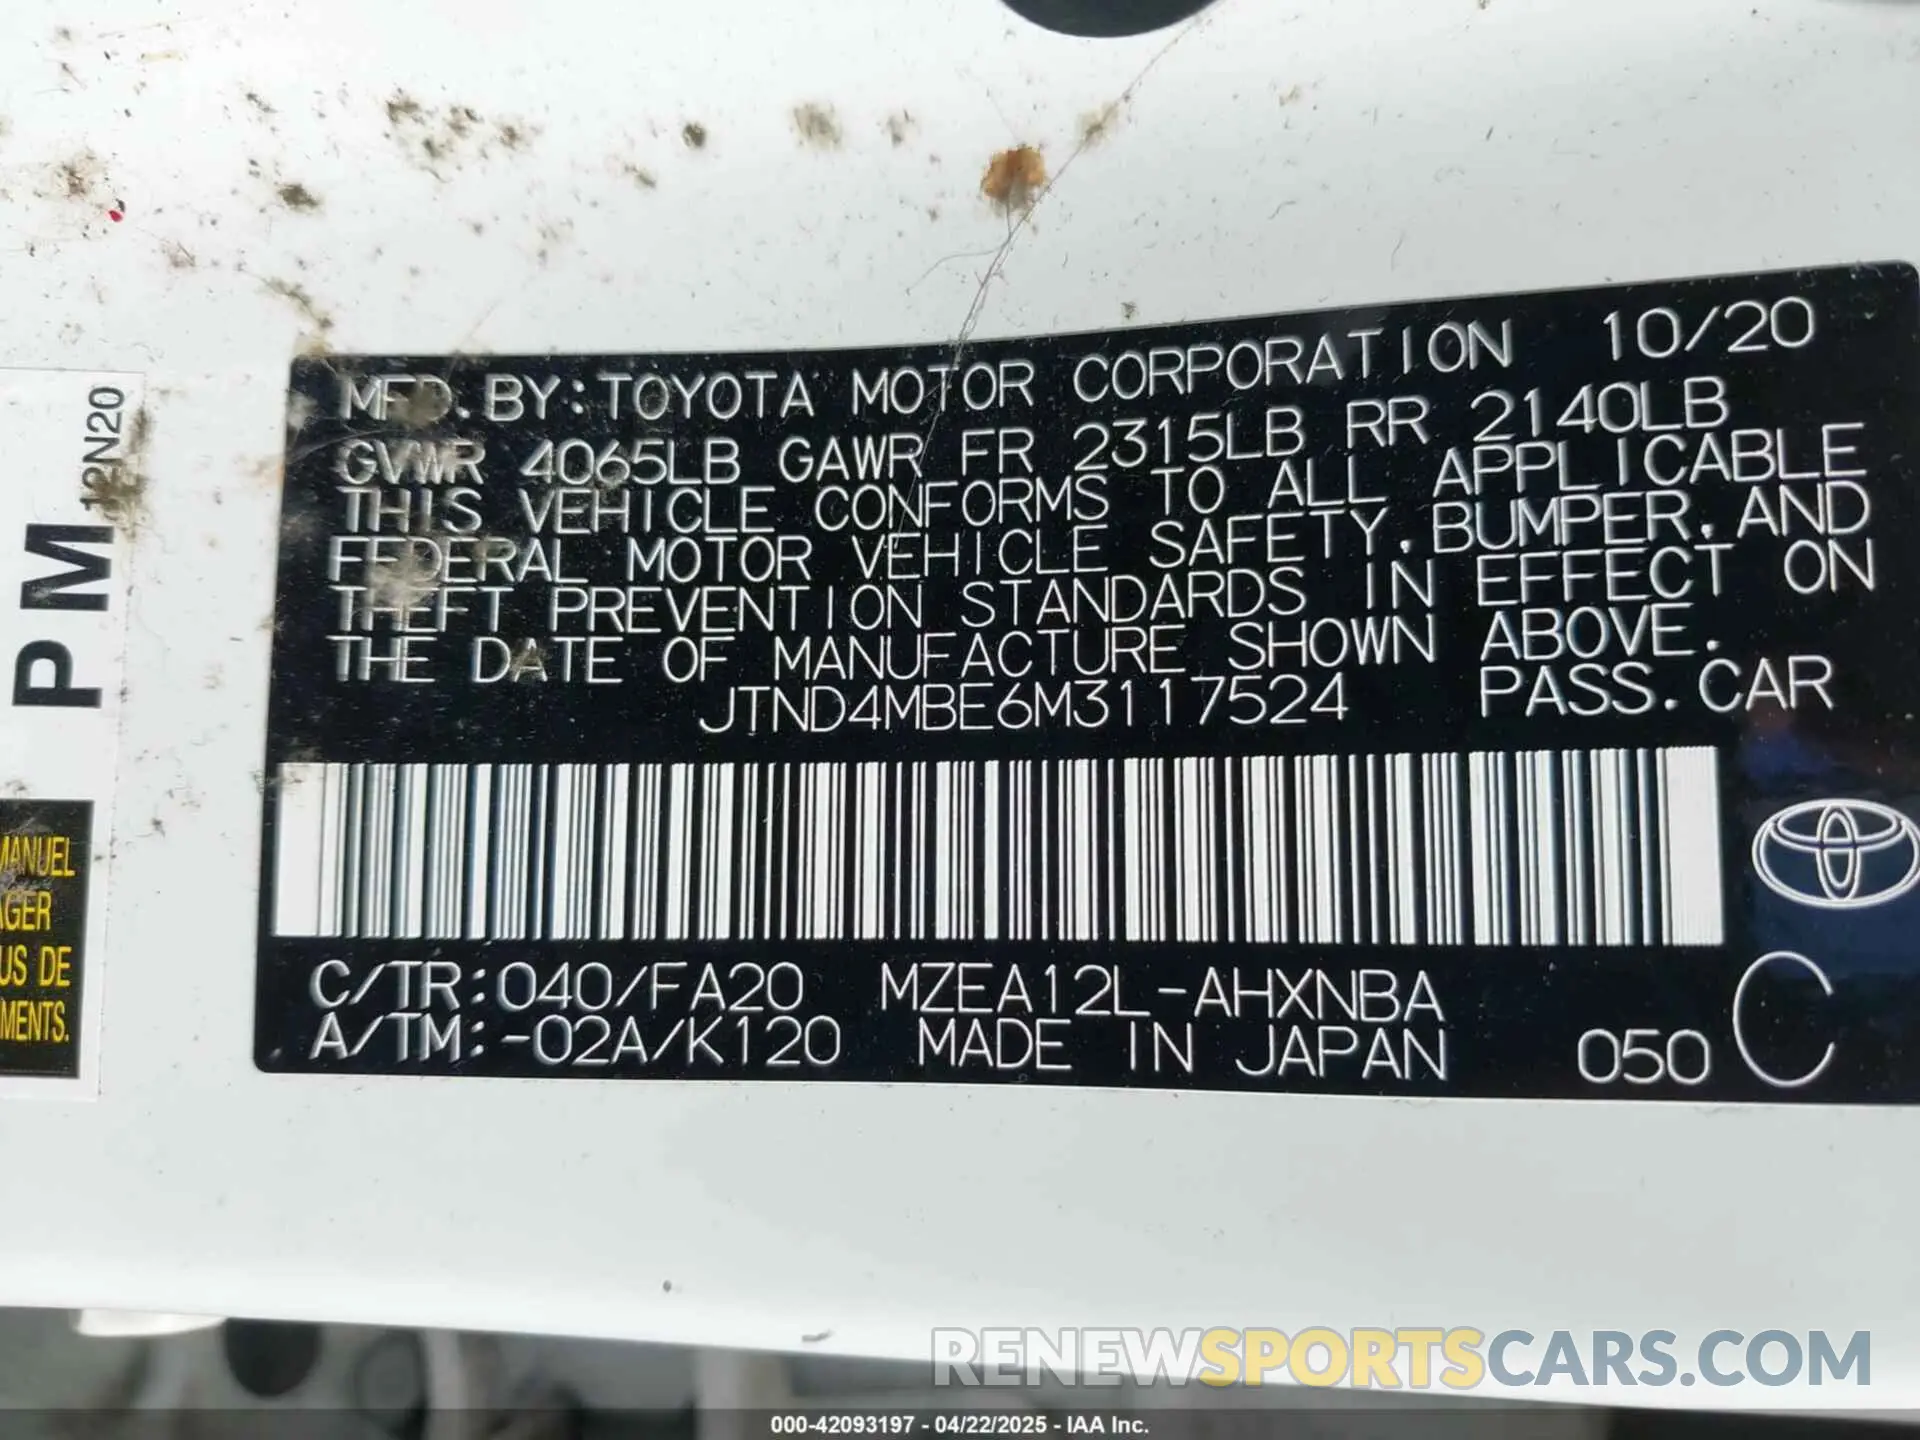 MFD. BY: TOYOTA MOTOR CORPORATION 10/20
GVWR 4065LB GAWR FR 2315LB RR 2140LB
THIS VEHICLE CONFORMS TO ALL APPLICABLE
FEDERAL MOTOR VEHICLE SAFETY, BUMPER, AND
THEFT PREVENTION STANDARDS IN EFFECT ON
THE DATE OF MANUFACTURE SHOWN ABOVE.
JTND4MBE6M3117524 PASS. CAR
C/TR:040/FA20 MZEA12L-AHXNBA
A/TM:-02A/K120 MADE IN JAPAN 050 C
PM
12N20
MANUEL
AGER
US DE
MENTS.
RENEWSPORTSCARS.COM
000-42093197 - 04/22/2025 - IAA Inc.